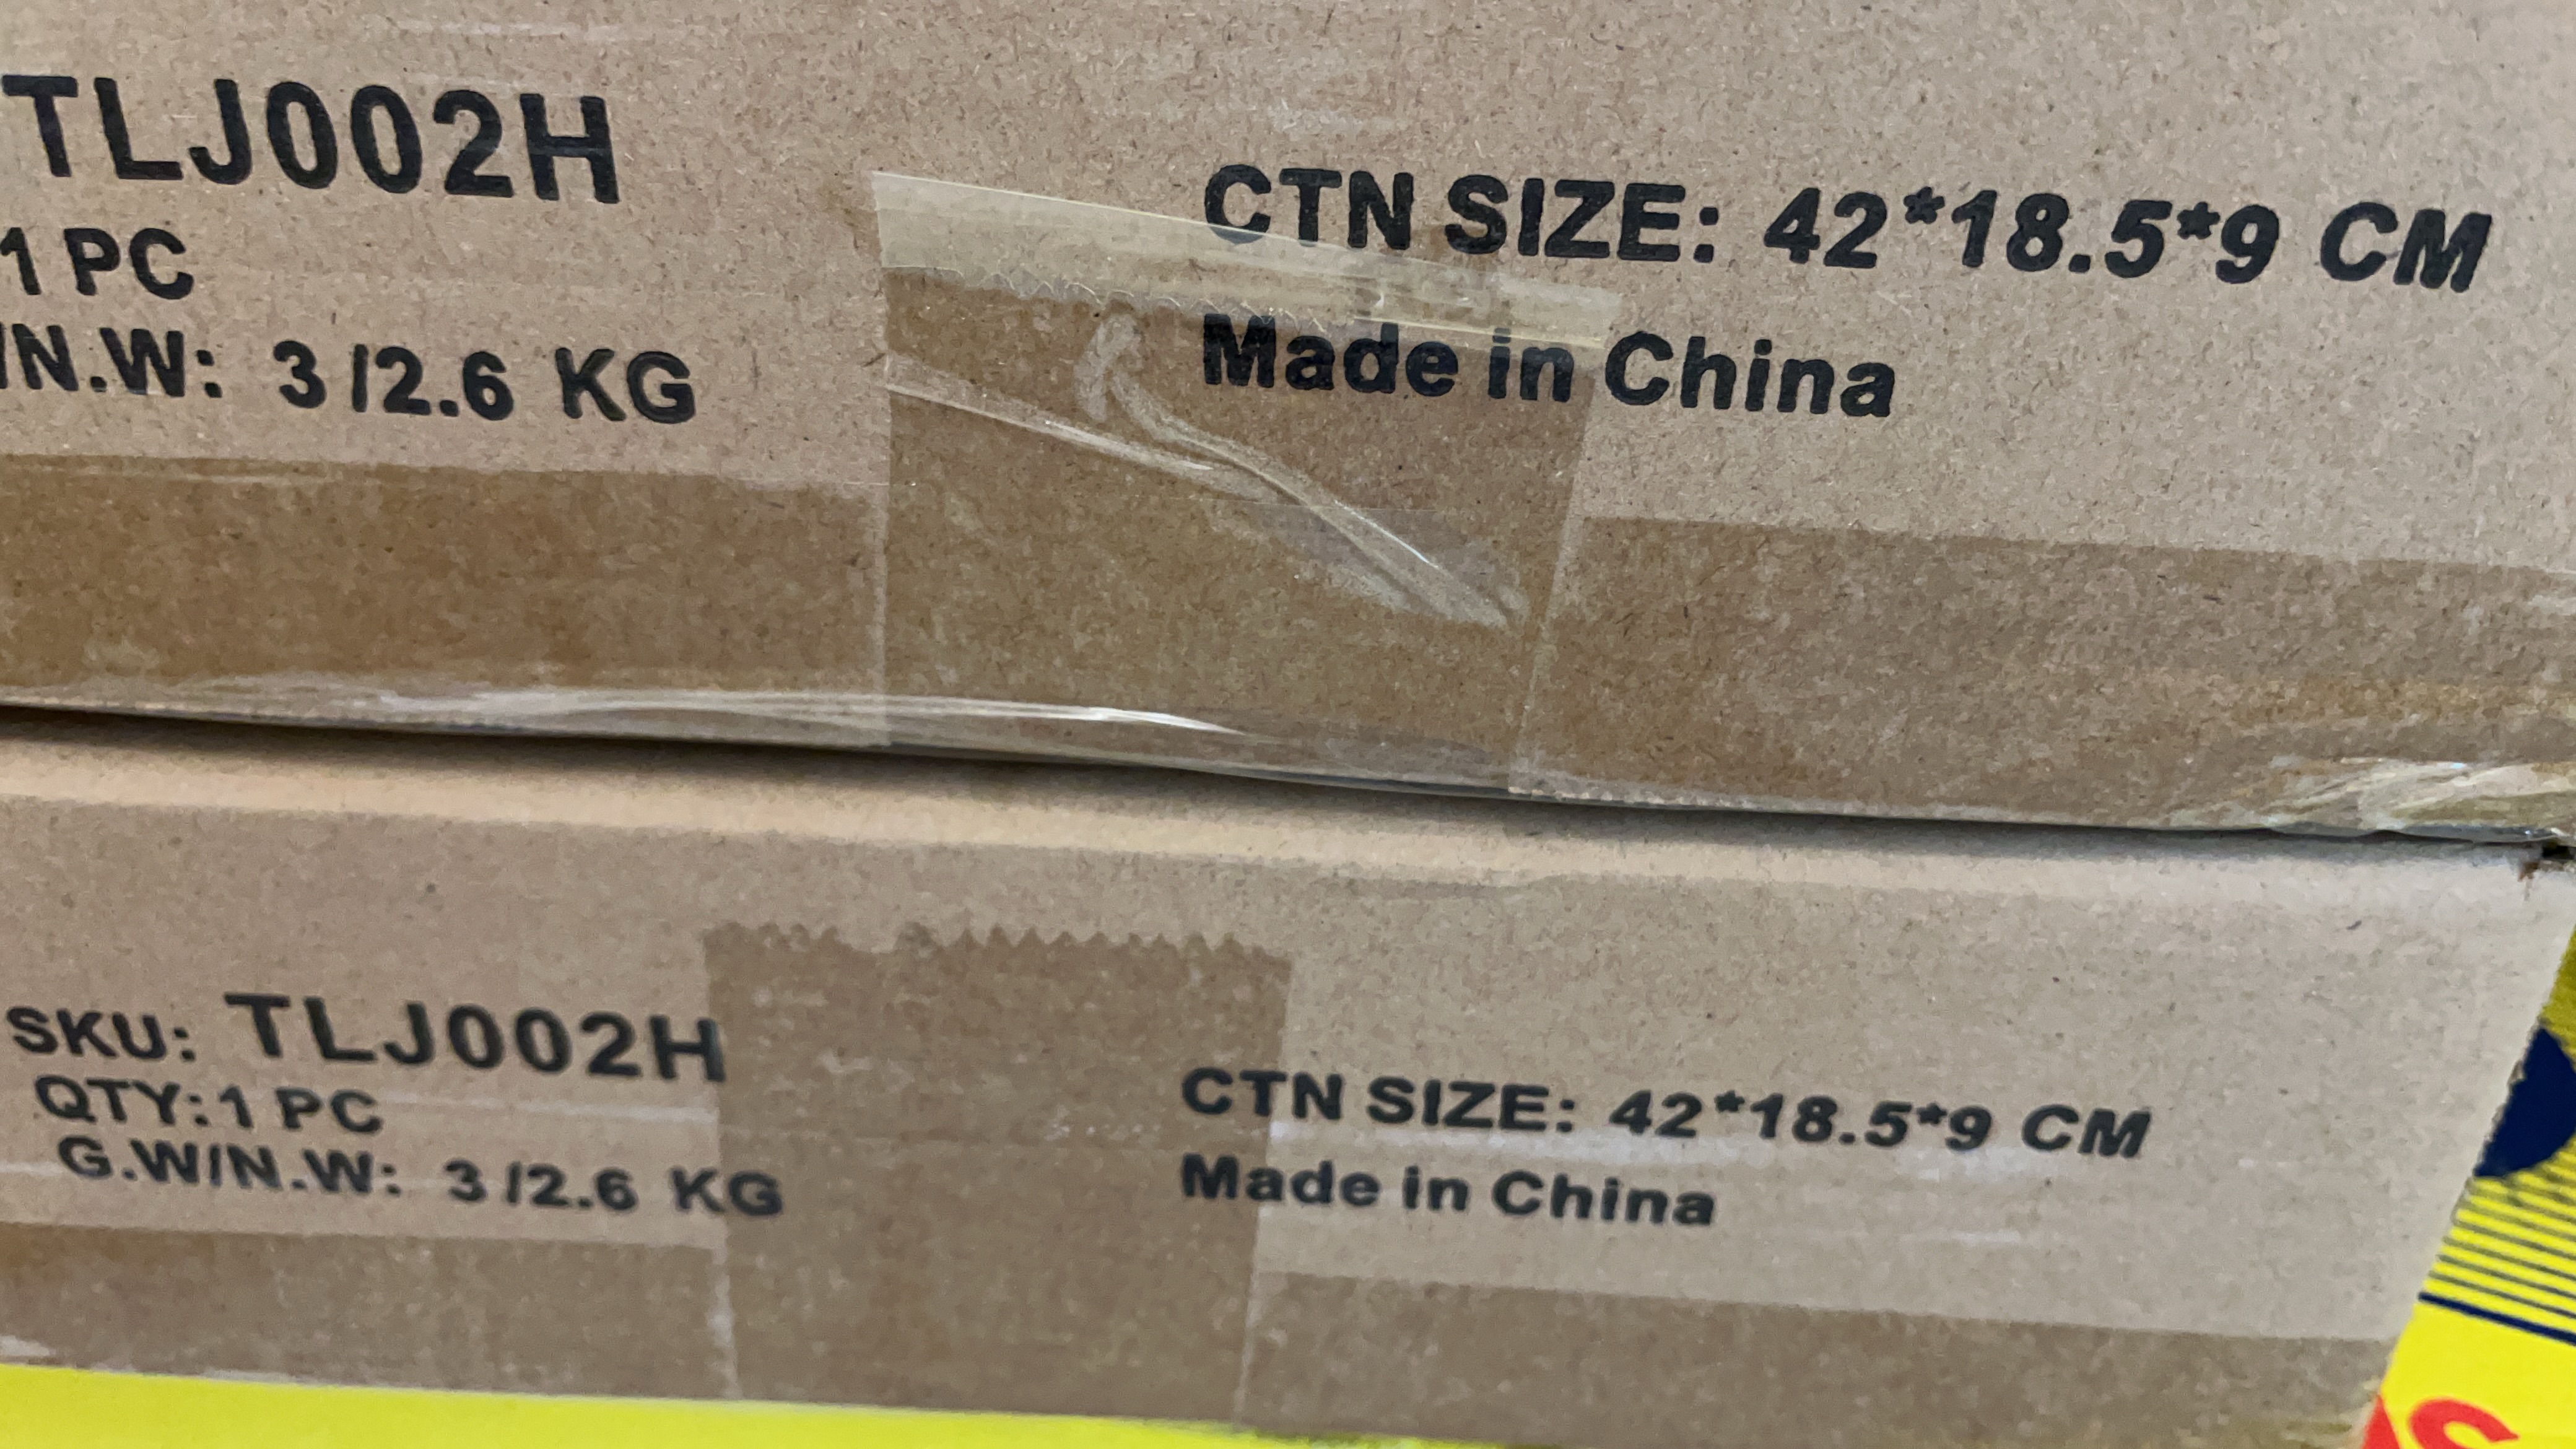 TLJ002H
1 PC
/N.W: 3 /2.6 KG
CTN SIZE: 42*18.5*9 CM
Made in China
SKU: TLJ002H
QTY:1 PC
G.W/N.W: 3 /2.6 KG
CTN SIZE: 42*18.5*9 CM
Made in China